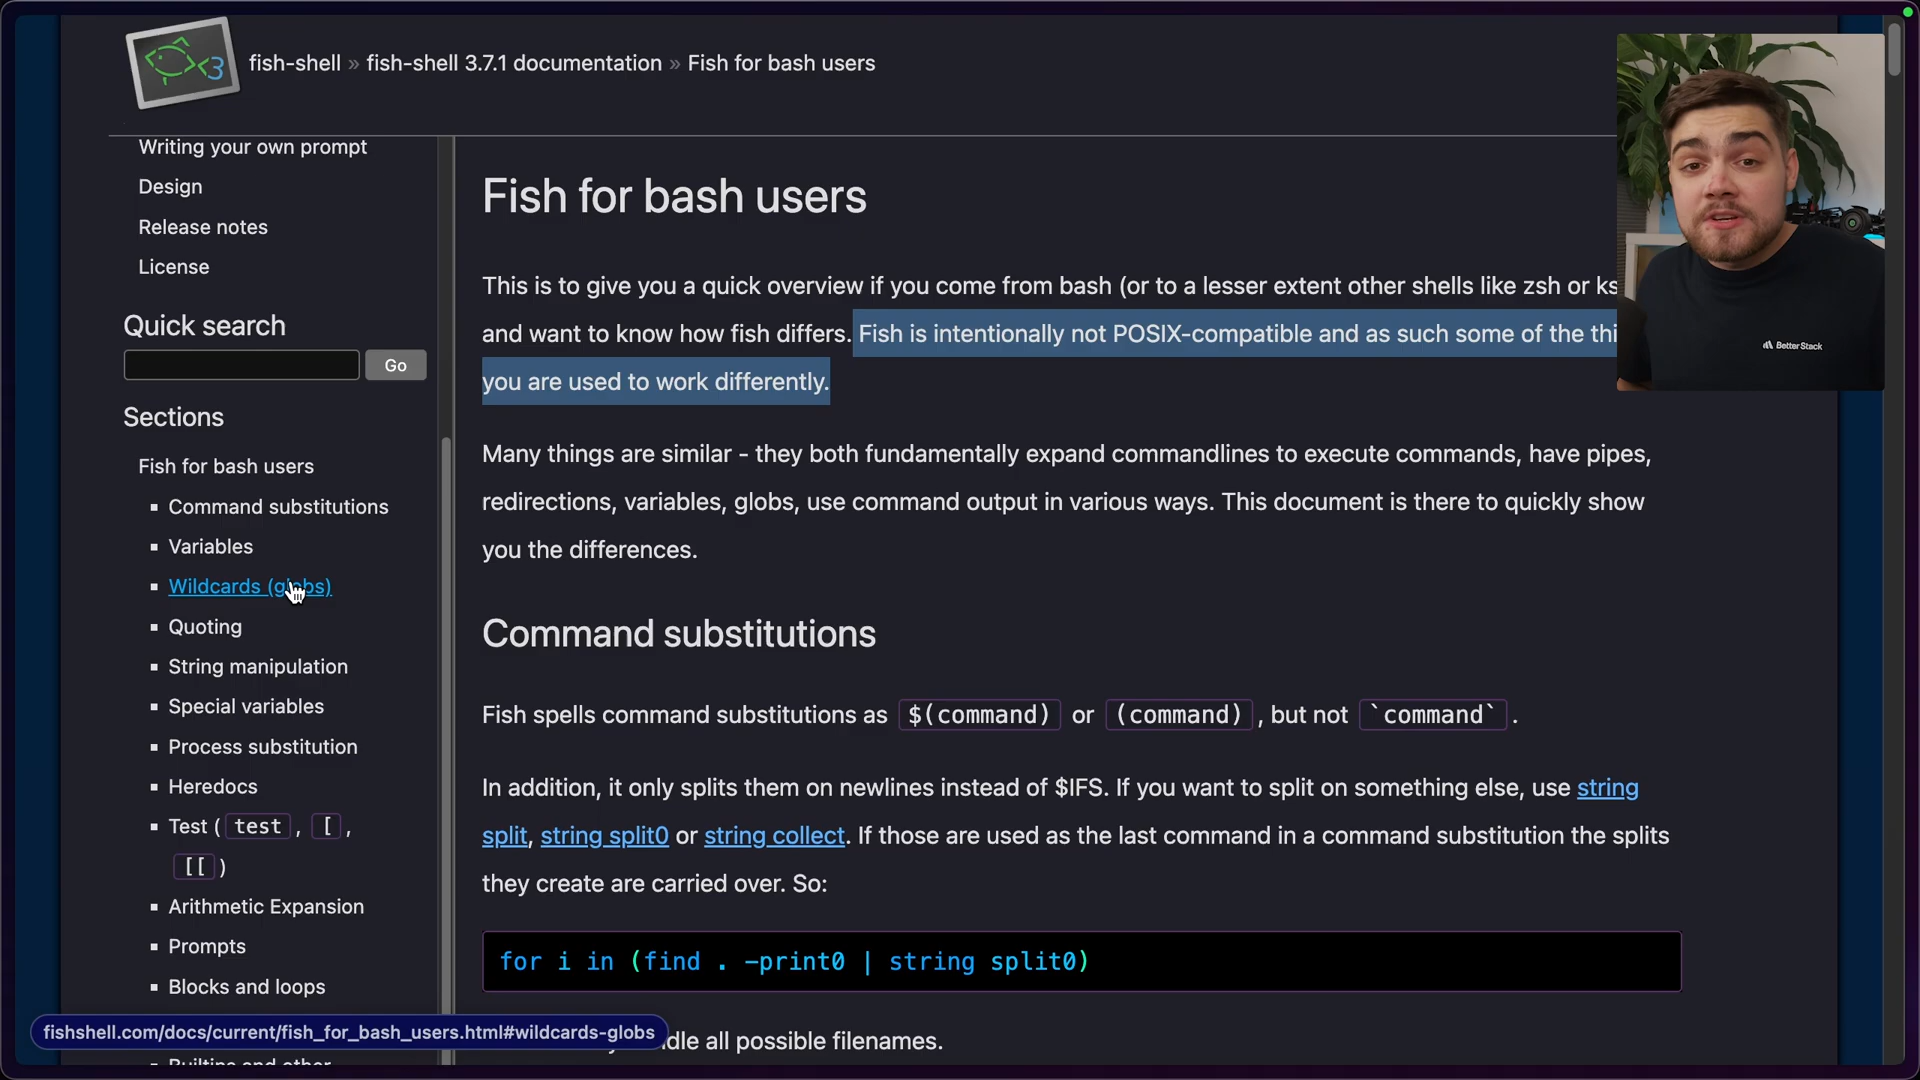 fish-shell » fish-shell 3.7.1 documentation » Fish for bash users
Writing your own prompt
Design
Release notes
License
Quick search
Go
Sections
Fish for bash users
Command substitutions
Variables
Wildcards (globs)
Quoting
String manipulation
Special variables
Process substitution
Heredocs
Test ( test , [ ,
[[ )
Arithmetic Expansion
Prompts
Blocks and loops
fishshell.com/docs/current/fish_for_bash_users.html#wildcards-globs
Fish for bash users
This is to give you a quick overview if you come from bash (or to a lesser extent other shells like zsh or ks
and want to know how fish differs. Fish is intentionally not POSIX-compatible and as such some of the thi
you are used to work differently.
Many things are similar - they both fundamentally expand commandlines to execute commands, have pipes,
redirections, variables, globs, use command output in various ways. This document is there to quickly show
you the differences.
Command substitutions
Fish spells command substitutions as $(command) or (command) , but not `command` .
In addition, it only splits them on newlines instead of $IFS. If you want to split on something else, use string
split, string split0 or string collect. If those are used as the last command in a command substitution the splits
they create are carried over. So:
for i in (find . -print0 | string split0)
all possible filenames.
Better Stack